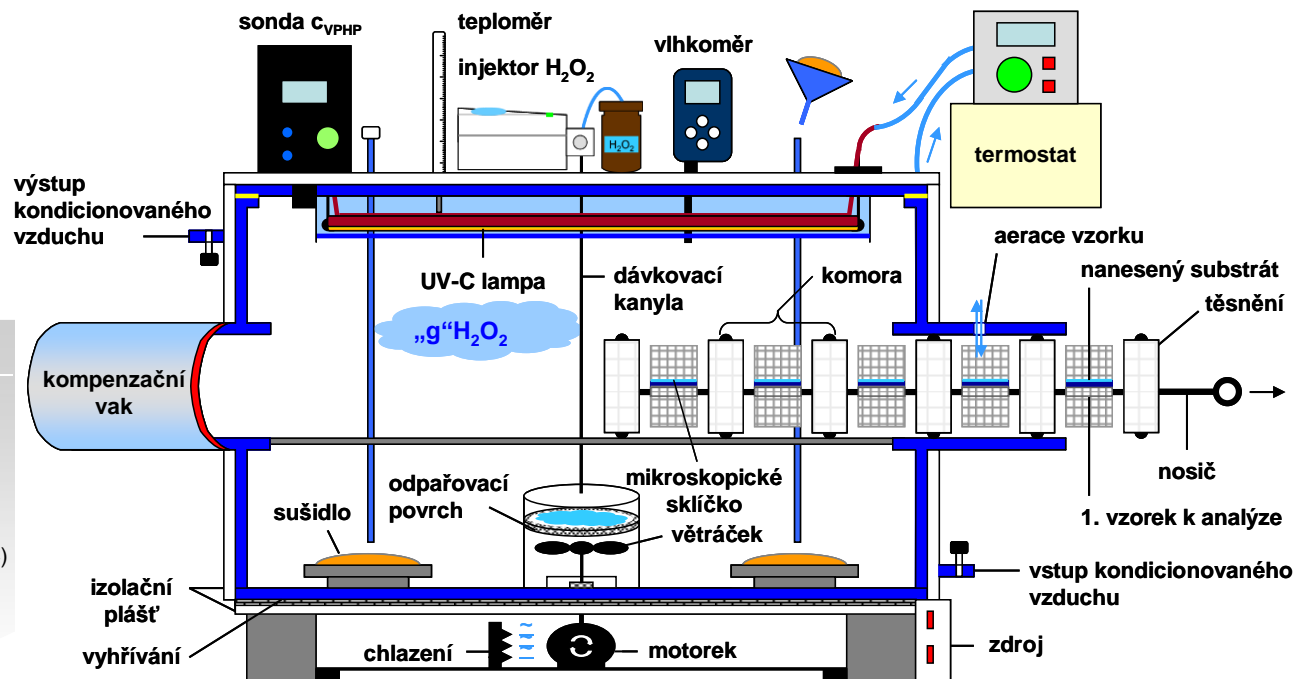 sonda cVPHP
teploměr
injektor H2O2
vlhkoměr
H2O2
termostat
výstup
kondicionovaného
vzduchu
UV-C lampa
dávkovací
kanyla
komora
aerace vzorku
nanesený substrát
těsnění
„g“H2O2
kompenzační
vak
nosič
mikroskopické
sklíčko
odpařovací
povrch
sušidlo
větráček
1. vzorek k analýze
)
vstup kondicionovaného
vzduchu
izolační
plášť
vyhřívání
chlazení
motorek
zdroj